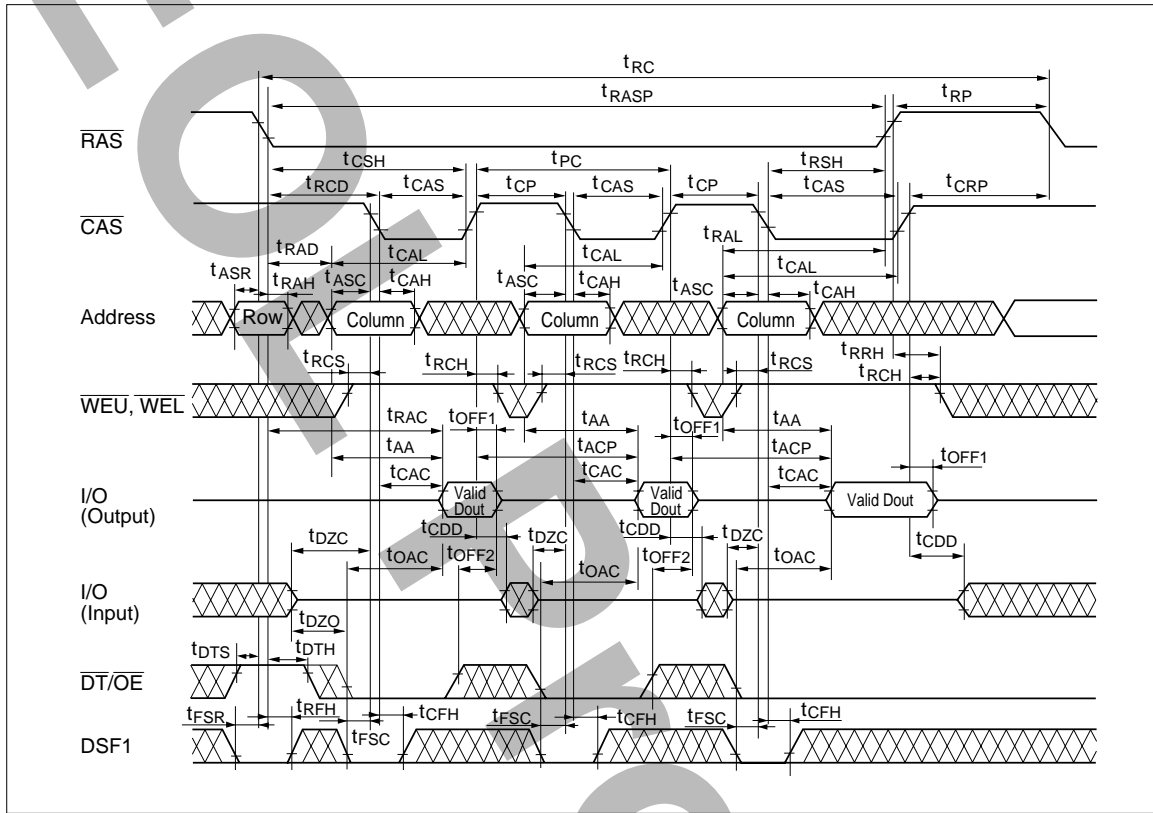 tRC
tRASP tRP
RAS
tCSH tPC tRSH
tRCD tCAS tCP tCAS tCP tCAS tCRP
CAS
tRAD tCAL tCAL tRAL
tCAL
tASR tRAH tASC tCAH tASC tCAH tASC tCAH
Address Row Column Column Column
tRCS tRCH tRCS tRCH tRCS tRRH
tRCH
WEU, WEL
tRAC tOFF1 tAA tOFF1 tAA
tAA tACP tACP tOFF1
tCAC tCAC tCAC
I/O (Output) Valid Dout Valid Dout Valid Dout
tCDD tCDD
tDZC tDZC tDZC tCDD
tOAC tOFF2 tOAC tOFF2 tOAC
I/O (Input)
tDZO
tDTS tDTH
DT/OE
tFSR tRFH tFSC tCFH tFSC tCFH tFSC tCFH
DSF1